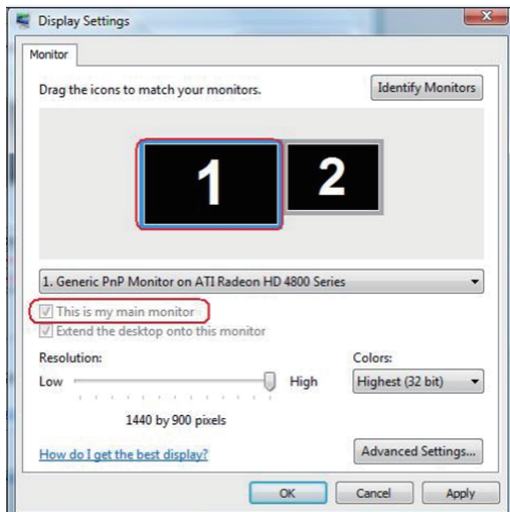 Display Settings
Monitor
Drag the icons to match your monitors.
Identify Monitors
1 2
1. Generic PnP Monitor on ATI Radeon HD 4800 Series
This is my main monitor
Extend the desktop onto this monitor
Resolution:
Colors:
Low High
Highest (32 bit)
1440 by 900 pixels
How do I get the best display?
Advanced Settings...
OK Cancel Apply